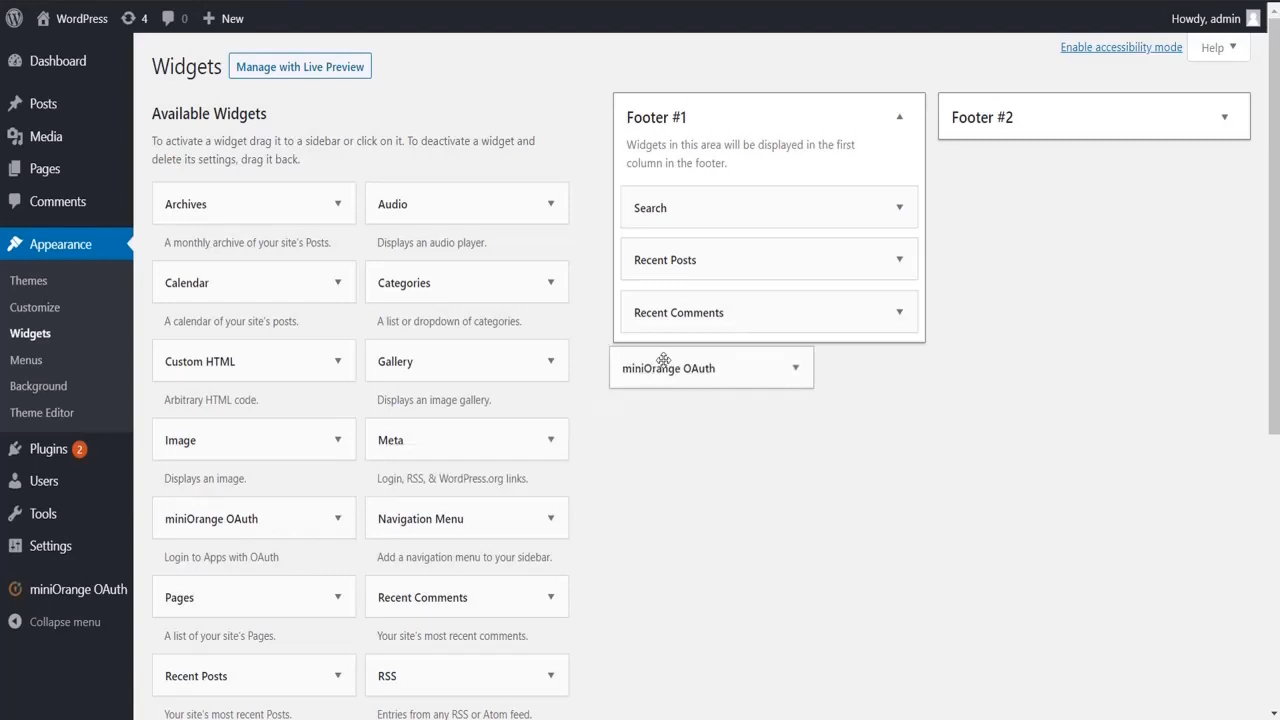 WordPress 4 0 New Howdy, admin
Dashboard
Posts
Media
Pages
Comments
Appearance
Themes
Customize
Widgets
Menus
Background
Theme Editor
Plugins 2
Users
Tools
Settings
miniOrange OAuth
Collapse menu
Enable accessibility mode Help
Widgets Manage with Live Preview
Available Widgets
To activate a widget drag it to a sidebar or click on it. To deactivate a widget and
delete its settings, drag it back.
Archives Audio
A monthly archive of your site's Posts. Displays an audio player.
Calendar Categories
A calendar of your site's posts. A list or dropdown of categories.
Custom HTML Gallery
Arbitrary HTML code. Displays an image gallery.
Image Meta
Displays an image. Login, RSS, & WordPress.org links.
miniOrange OAuth Navigation Menu
Login to Apps with OAuth Add a navigation menu to your sidebar.
Pages Recent Comments
A list of your site's Pages. Your site's most recent comments.
Recent Posts RSS
Your site's most recent Posts. Entries from any RSS or Atom feed.
Footer #1
Widgets in this area will be displayed in the first
column in the footer.
Search
Recent Posts
Recent Comments
miniOrange OAuth
Footer #2